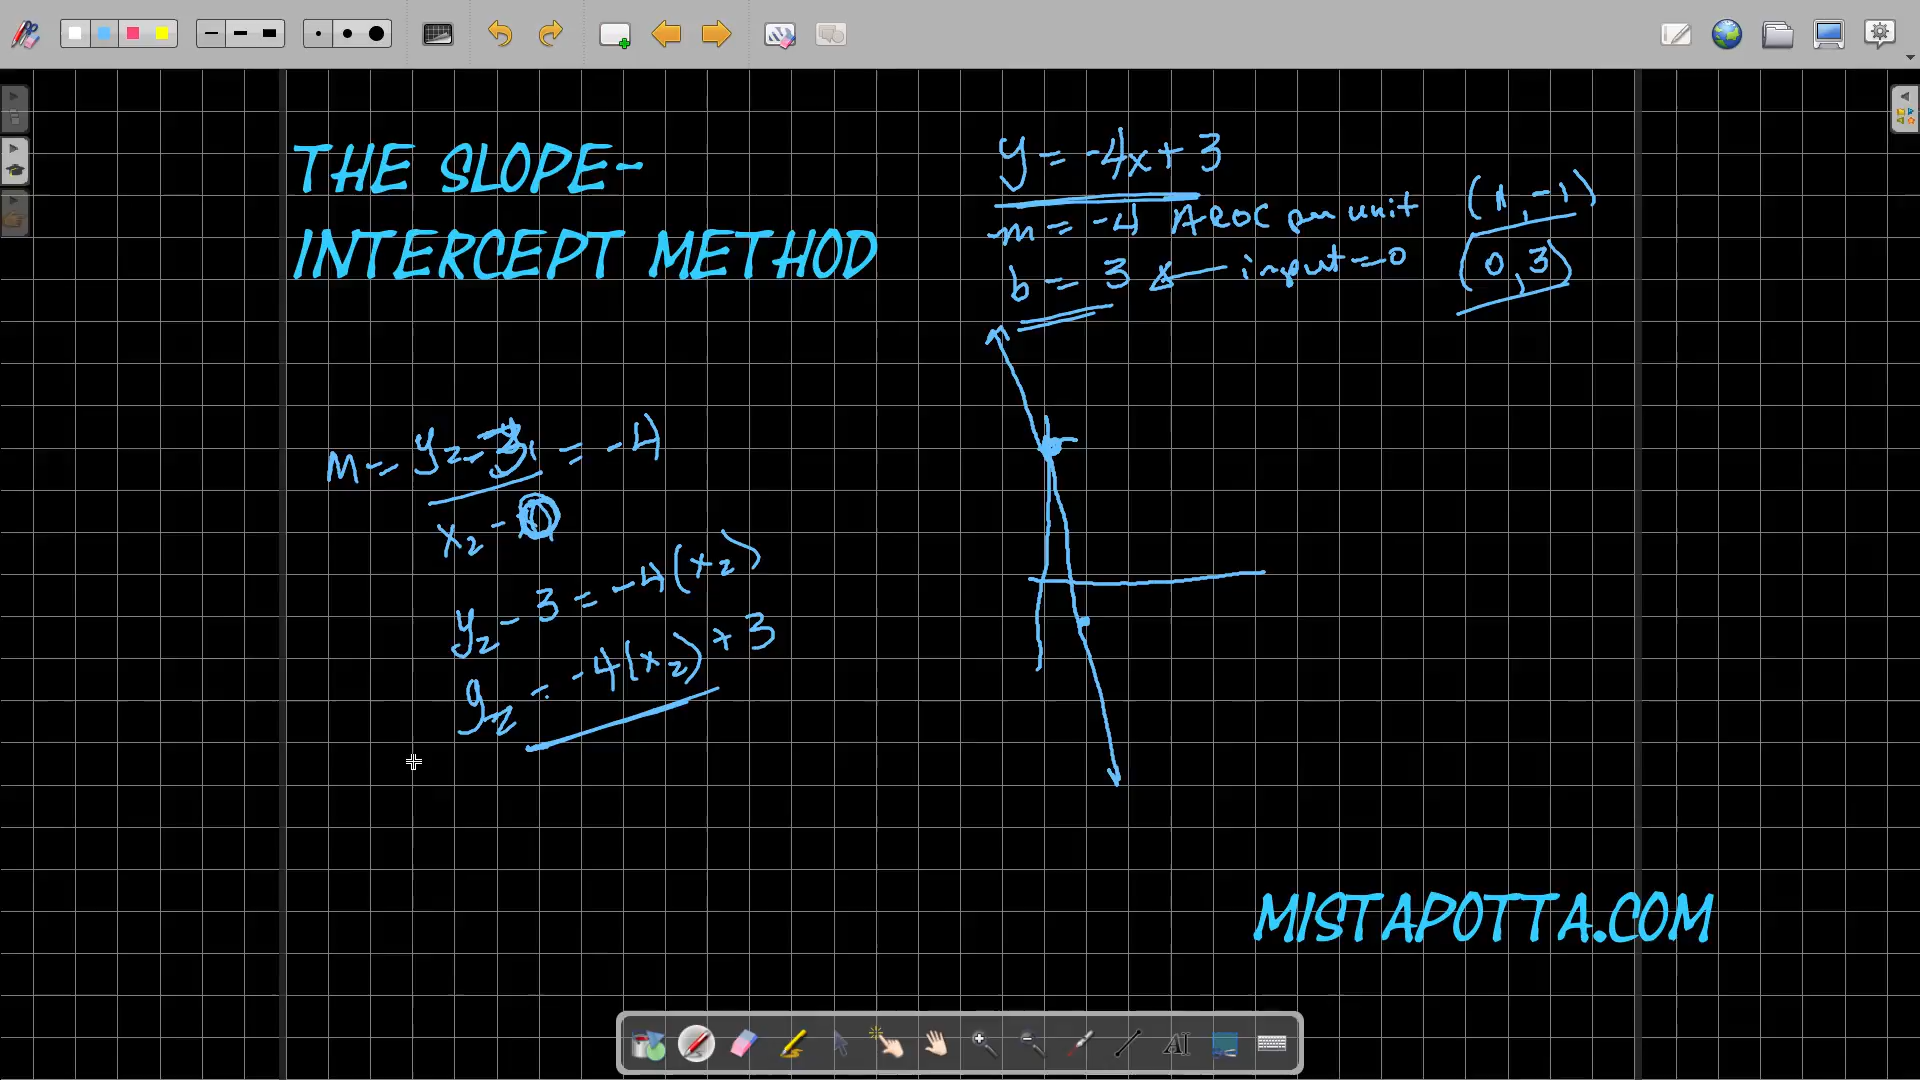 THE SLOPE-
INTERCEPT METHOD
y = -4x + 3
m = -4 AROC per unit
b = 3 ← input = 0
(1, -1)
(0, 3)
m = y₂ - 3 = -4
x₂ - 0
y₂ - 3 = -4(x₂)
y₂ = -4(x₂) + 3
MISTAPOTTA.COM
AI